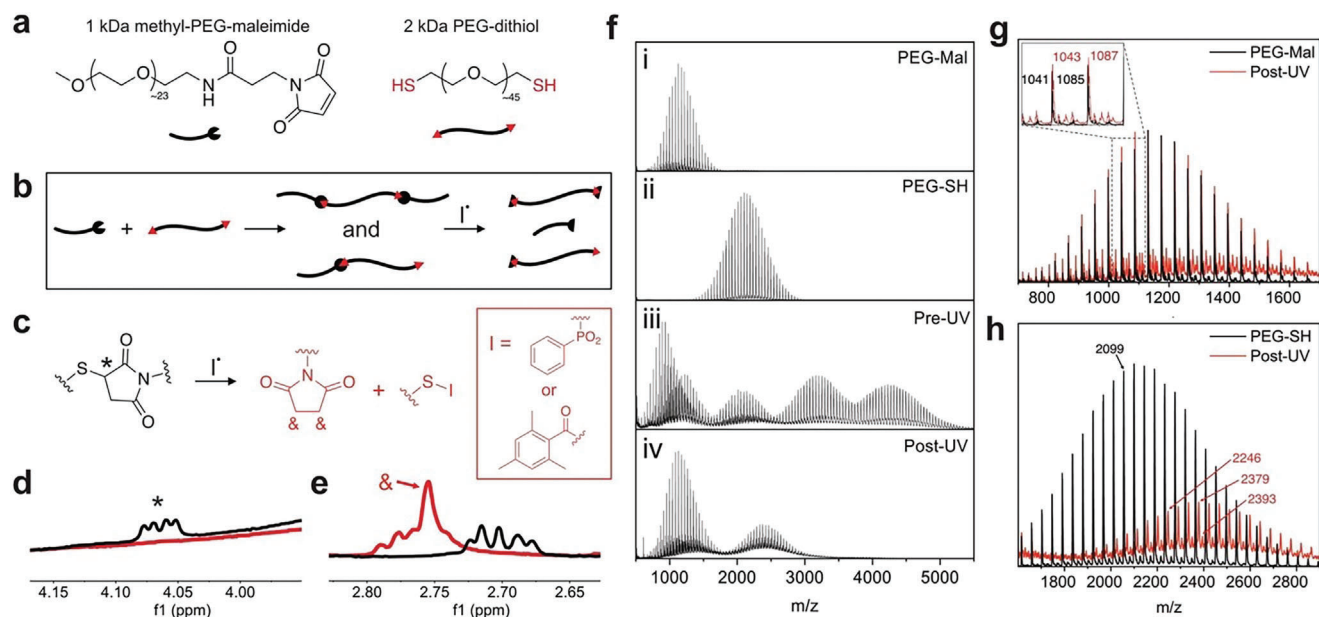 a
1 kDa methyl-PEG-maleimide
2 kDa PEG-dithiol
O
O
~23
N
H
O
N
O
O
HS
O
~45
SH
b
+
and
I•
c
S
*
O
N
O
I•
O
N
O
&
&
+
S
I
I =
PO2
or
O
d
*
4.15
4.10
4.05
4.00
f1 (ppm)
e
&
2.80
2.75
2.70
2.65
f1 (ppm)
f
i
PEG-Mal
ii
PEG-SH
iii
Pre-UV
iv
Post-UV
1000
2000
3000
4000
5000
m/z
g
PEG-Mal
Post-UV
1043
1087
1041
1085
800
1000
1200
1400
1600
h
PEG-SH
Post-UV
2099
2246
2379
2393
2000
2200
2400
2600
2800
m/z